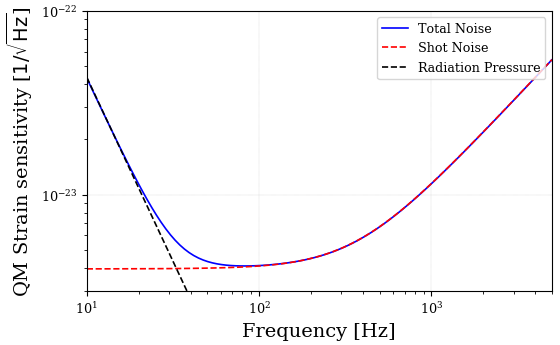 10⁻²²
10⁻²³
QM Strain sensitivity [1/√Hz]
Total Noise
Shot Noise
Radiation Pressure
10¹
10²
10³
Frequency [Hz]